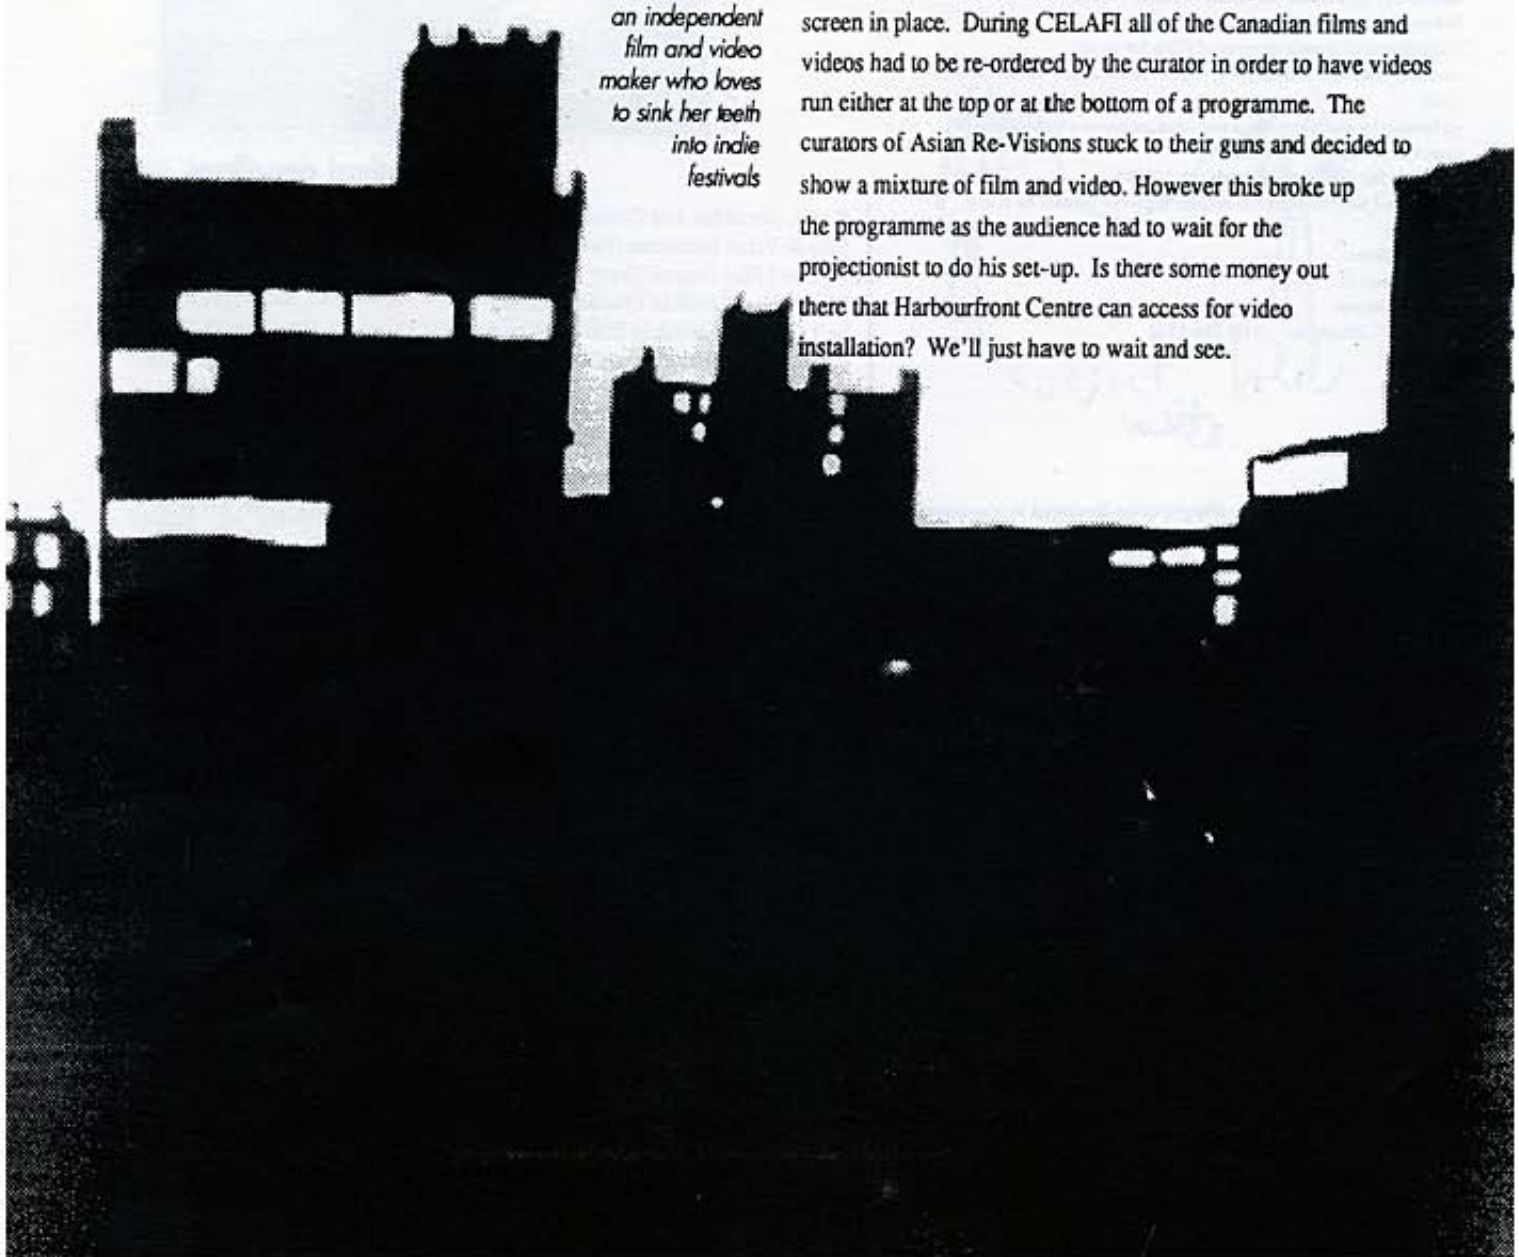 an independent
film and video
maker who loves
to sink her teeth
into indie
festivals
screen in place. During CELAFI all of the Canadian films and
videos had to be re-ordered by the curator in order to have videos
run either at the top or at the bottom of a programme. The
curators of Asian Re-Visions stuck to their guns and decided to
show a mixture of film and video. However this broke up
the programme as the audience had to wait for the
projectionist to do his set-up. Is there some money out
there that Harbourfront Centre can access for video
installation? We'll just have to wait and see.